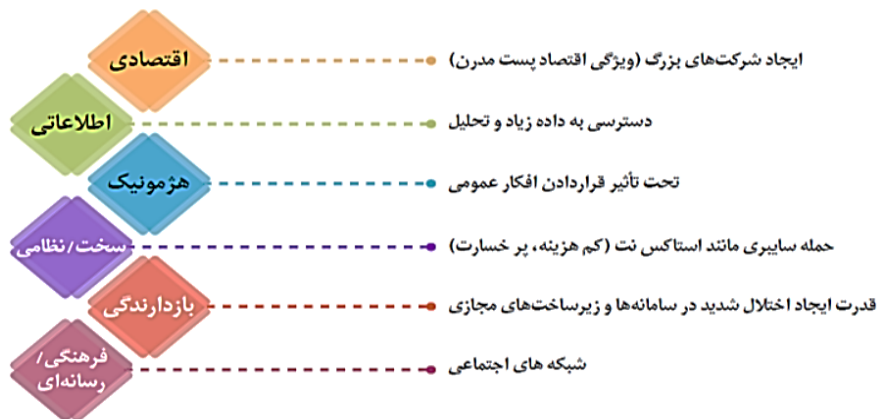 اقتصادی
ایجاد شرکت‌های بزرگ (ویژگی اقتصاد پست مدرن)
اطلاعاتی
دسترسی به داده زیاد و تحلیل
هژمونیک
تحت تأثیر قراردادن افکار عمومی
سخت/نظامی
حمله سایبری مانند استاکس نت (کم هزینه، پر خسارت)
بازدارندگی
قدرت ایجاد اختلال شدید در سامانه‌ها و زیرساخت‌های مجازی
فرهنگی/
رسانه‌ای
شبکه های اجتماعی